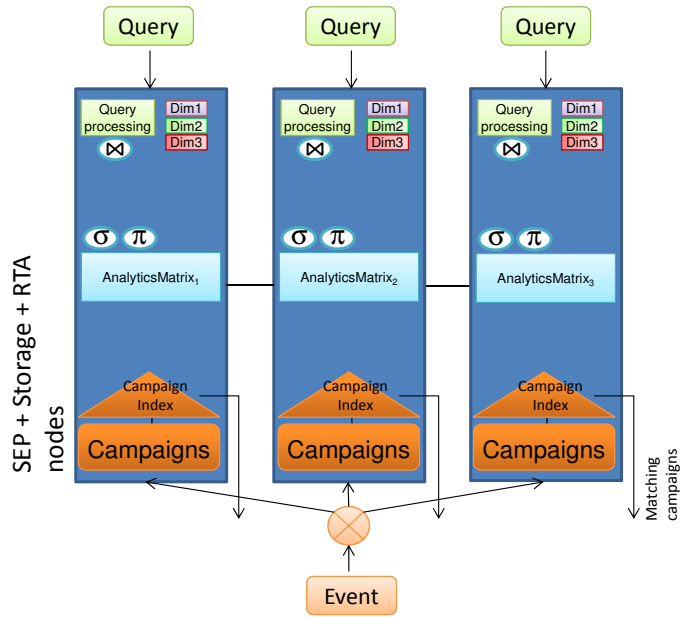 Query
Query
Query
Query
processing
Dim1
Dim2
Dim3
⋈
Query
processing
Dim1
Dim2
Dim3
⋈
Query
processing
Dim1
Dim2
Dim3
⋈
σ π
σ π
σ π
AnalyticsMatrix1
AnalyticsMatrix2
AnalyticsMatrix3
SEP + Storage + RTA
nodes
Campaign
Index
Campaign
Index
Campaign
Index
Campaigns
Campaigns
Campaigns
Matching
campaigns
Event